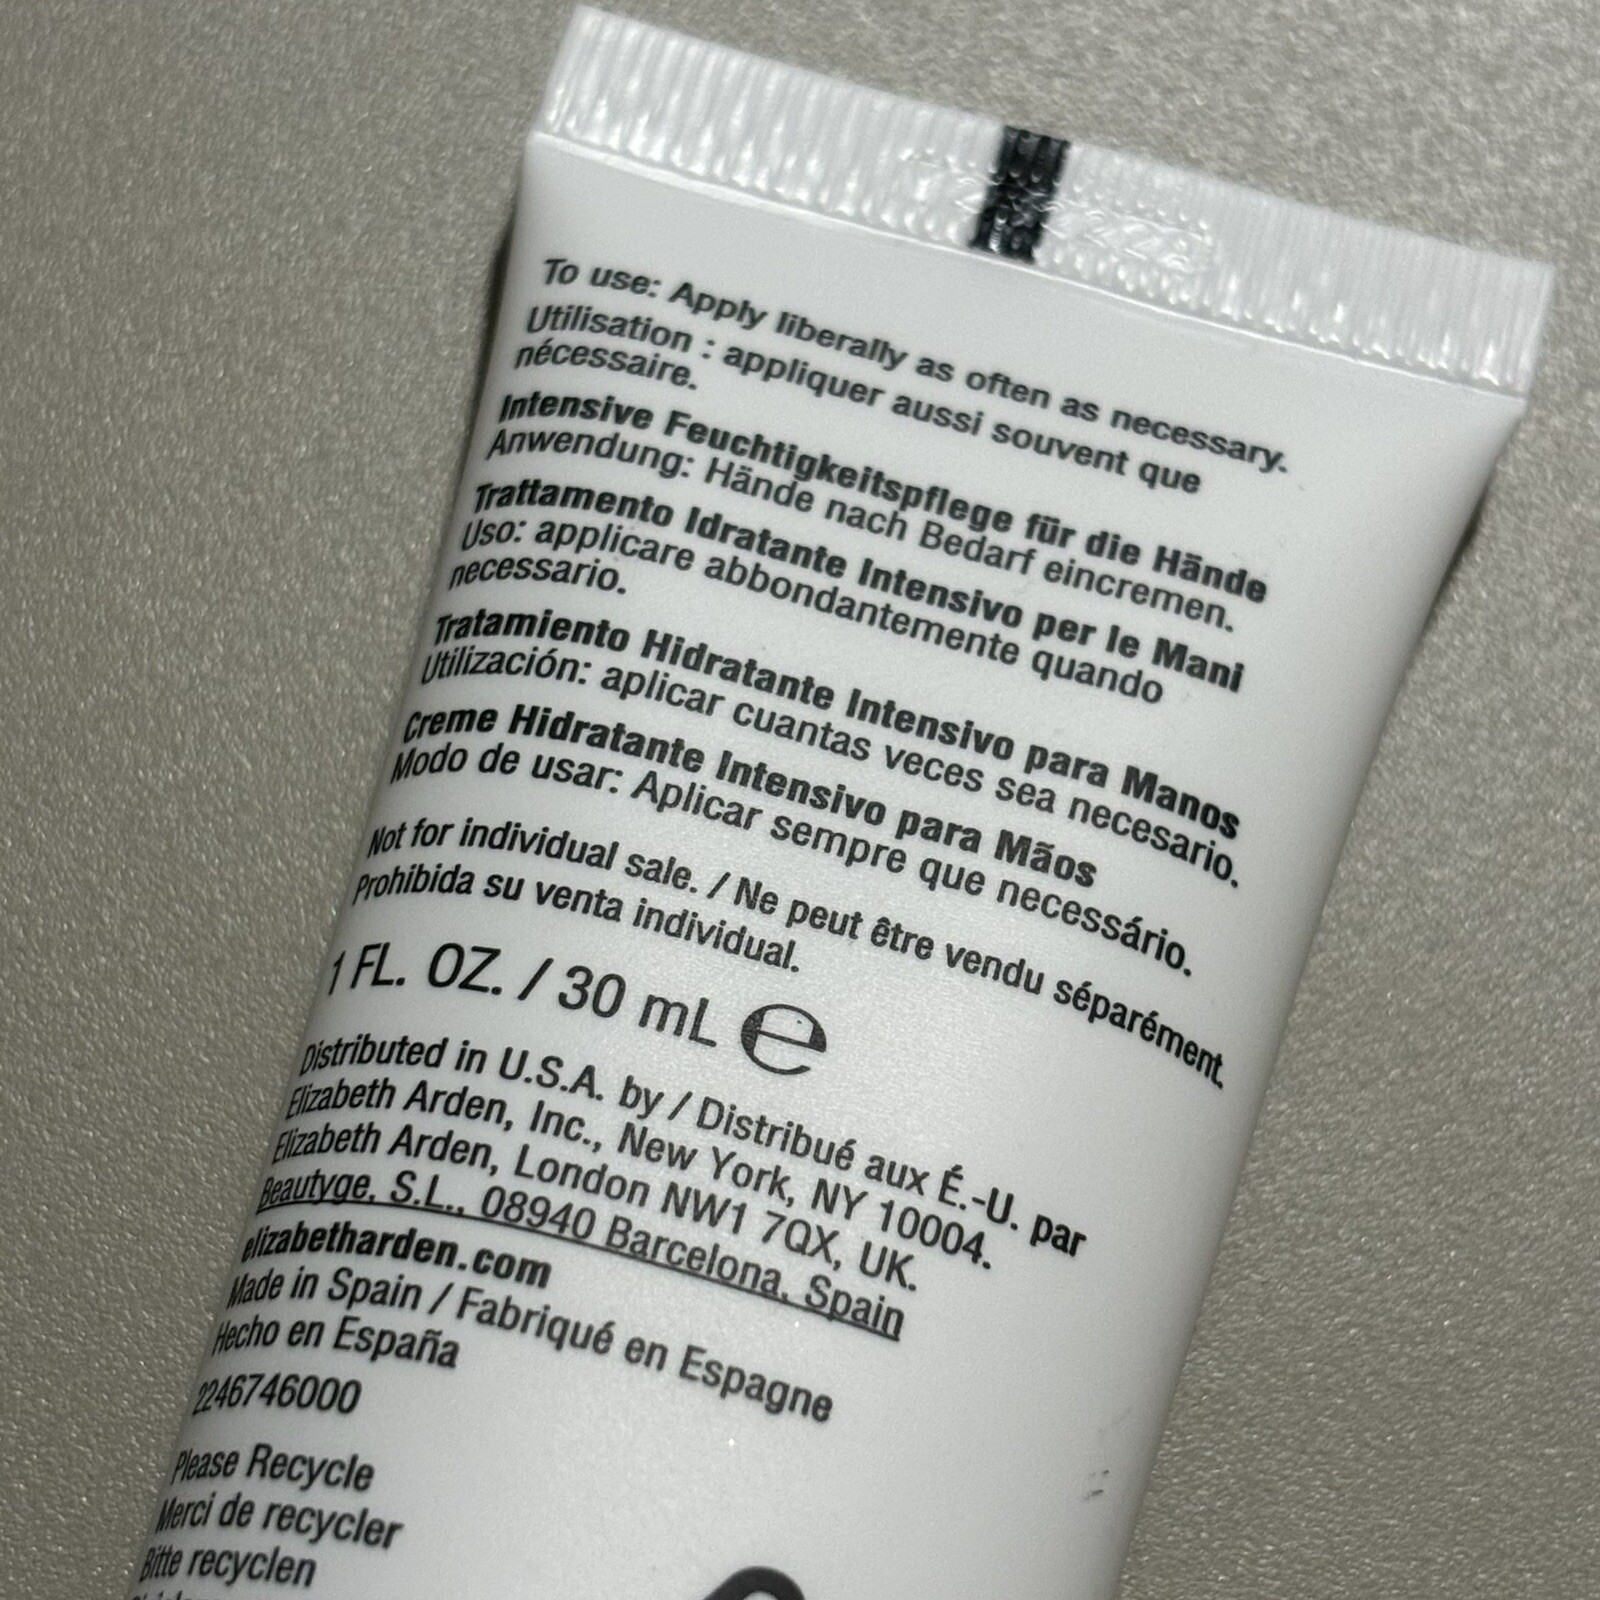 To use: Apply liberally as often as necessary.
Utilisation : appliquer aussi souvent que
nécessaire.
Intensive Feuchtigkeitspflege für die Hände
Anwendung: Hände nach Bedarf eincremen.
Trattamento Idratante Intensivo per le Mani
Uso: applicare abbondantemente quando
necessario.
Tratamiento Hidratante Intensivo para Manos
Utilización: aplicar cuantas veces sea necesario.
Creme Hidratante Intensivo para Mãos
Modo de usar: Aplicar sempre que necessário.
Not for individual sale. / Ne peut être vendu séparément.
Prohibida su venta individual.
1 FL. OZ. / 30 mL ℮
Distributed in U.S.A. by / Distribué aux É.-U. par
Elizabeth Arden, Inc., New York, NY 10004.
Elizabeth Arden, London NW1 7QX, UK.
Beautyge, S.L., 08940 Barcelona, Spain
elizabetharden.com
Made in Spain / Fabriqué en Espagne
Hecho en España
2246746000
Please Recycle
Merci de recycler
Bitte recyclen